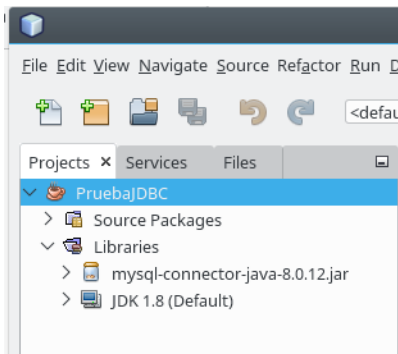 File Edit View Navigate Source Refactor Run D
<defau
Projects × Services Files
PruebaJDBC
Source Packages
Libraries
mysql-connector-java-8.0.12.jar
JDK 1.8 (Default)